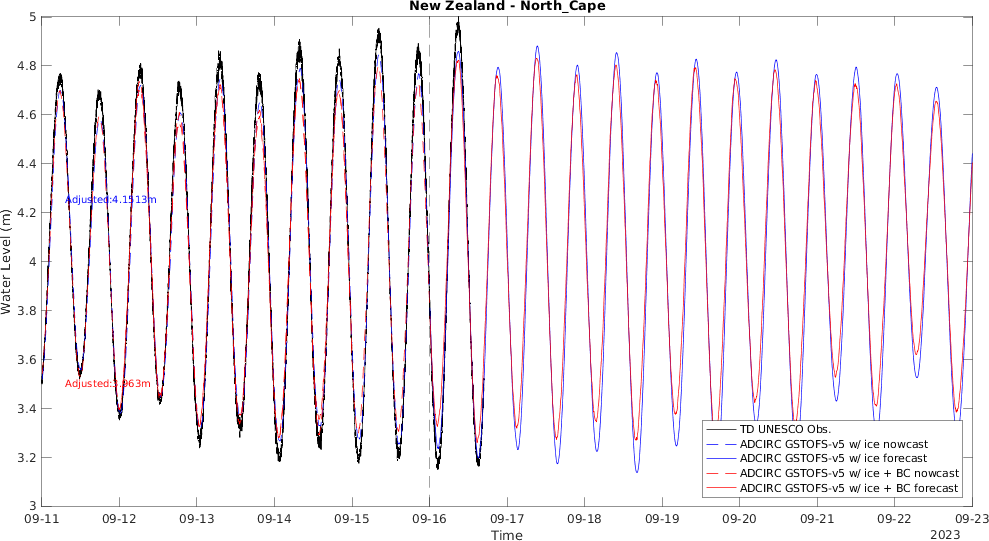 New Zealand - North_Cape
5
4.8
4.6
4.4
4.2
4
3.8
3.6
3.4
3.2
3
Water Level (m)
Adjusted:4.1513m
Adjusted:3.963m
TD UNESCO Obs.
ADCIRC GSTOFS-v5 w/ ice nowcast
ADCIRC GSTOFS-v5 w/ ice forecast
ADCIRC GSTOFS-v5 w/ ice + BC nowcast
ADCIRC GSTOFS-v5 w/ ice + BC forecast
09-11 09-12 09-13 09-14 09-15 09-16 09-17 09-18 09-19 09-20 09-21 09-22 09-23
Time
2023